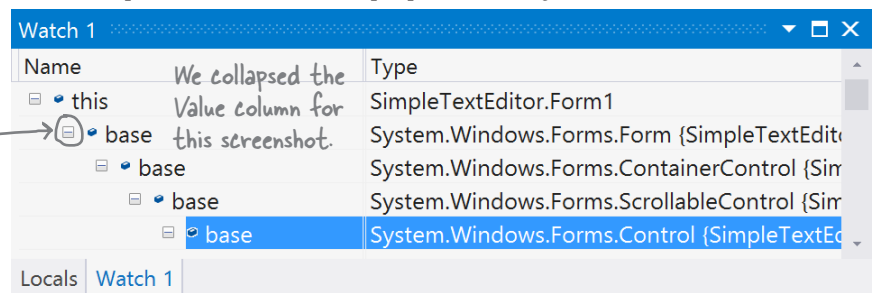 Watch 1
Name Type
We collapsed the
Value column for
this screenshot.
this SimpleTextEditor.Form1
base System.Windows.Forms.Form {SimpleTextEdito
base System.Windows.Forms.ContainerControl {Sim
base System.Windows.Forms.ScrollableControl {Sim
base System.Windows.Forms.Control {SimpleTextEd
Locals Watch 1